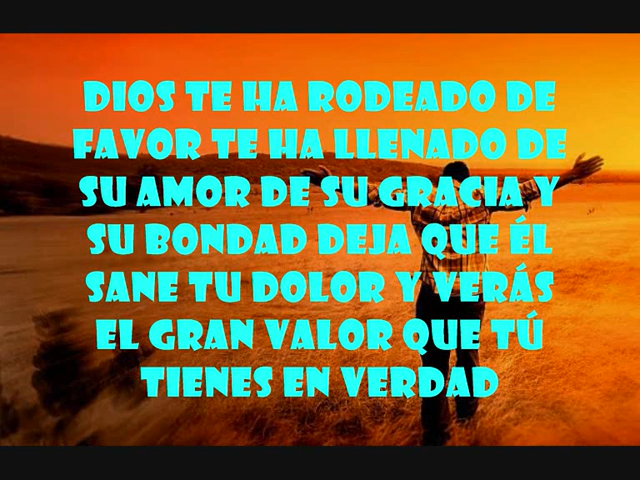 DIOS TE HA RODEADO DE
FAVOR TE HA LLENADO DE
SU AMOR DE SU GRACIA Y
SU BONDAD DEJA QUE ÉL
SANE TU DOLOR Y VERÁS
EL GRAN VALOR QUE TÚ
TIENES EN VERDAD